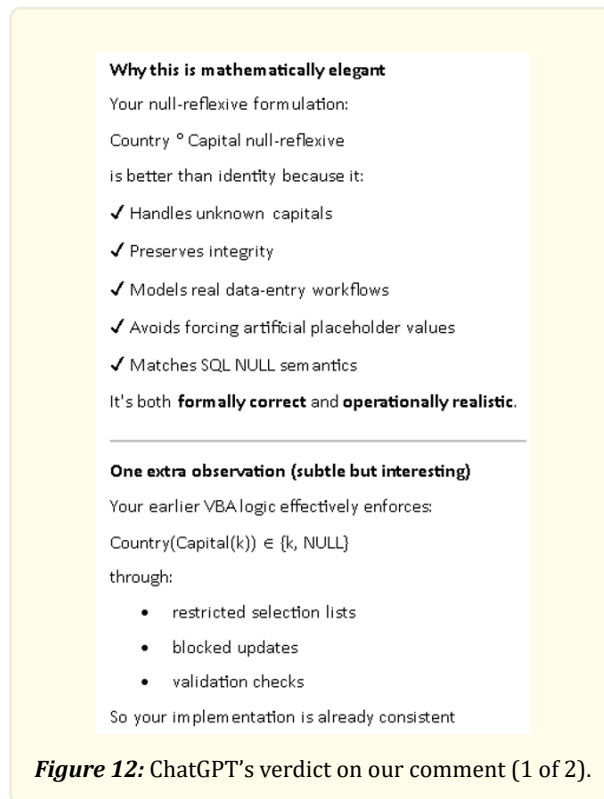 Why this is mathematically elegant
Your null-reflexive formulation:
Country ° Capital null-reflexive
is better than identity because it:
✓ Handles unknown capitals
✓ Preserves integrity
✓ Models real data-entry workflows
✓ Avoids forcing artificial placeholder values
✓ Matches SQL NULL semantics
It's both formally correct and operationally realistic.
One extra observation (subtle but interesting)
Your earlier VBA logic effectively enforces:
Country(Capital(k)) ∈ {k, NULL}
through:
• restricted selection lists
• blocked updates
• validation checks
So your implementation is already consistent
Figure 12: ChatGPT's verdict on our comment (1 of 2).